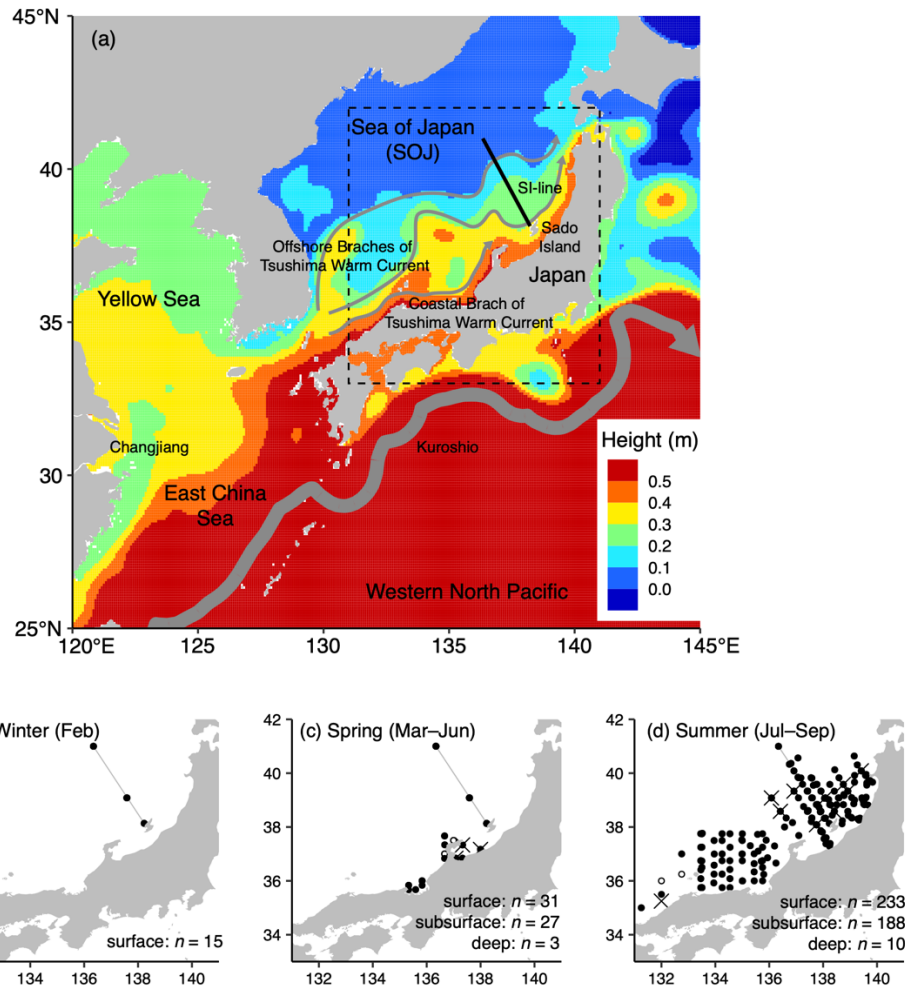 45°N
(a)
Sea of Japan
(SOJ)
40
SI-line
Sado
Island
Offshore Braches of
Tsushima Warm Current
Japan
Yellow Sea
Coastal Brach of
Tsushima Warm Current
35
Height (m)
Changjiang
Kuroshio
0.5
30
0.4
East China
Sea
0.3
0.2
0.1
Western North Pacific
0.0
25°N
120°E
125
130
135
140
145°E
Winter (Feb)
surface: n = 15
134
136
138
140
42
(c) Spring (Mar–Jun)
40
38
36
surface: n = 31
subsurface: n = 27
34
deep: n = 3
132
134
136
138
140
42
(d) Summer (Jul–Sep)
40
38
36
surface: n = 233
subsurface: n = 188
34
deep: n = 10
132
134
136
138
140